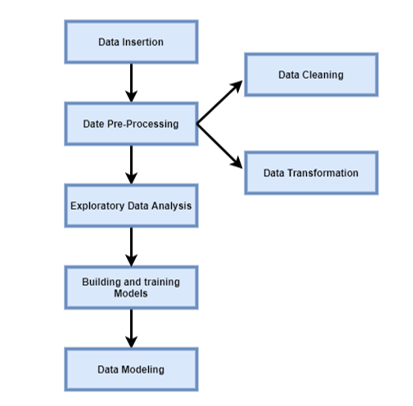 Data Insertion
Data Cleaning
Date Pre-Processing
Data Transformation
Exploratory Data Analysis
Building and training
Models
Data Modeling